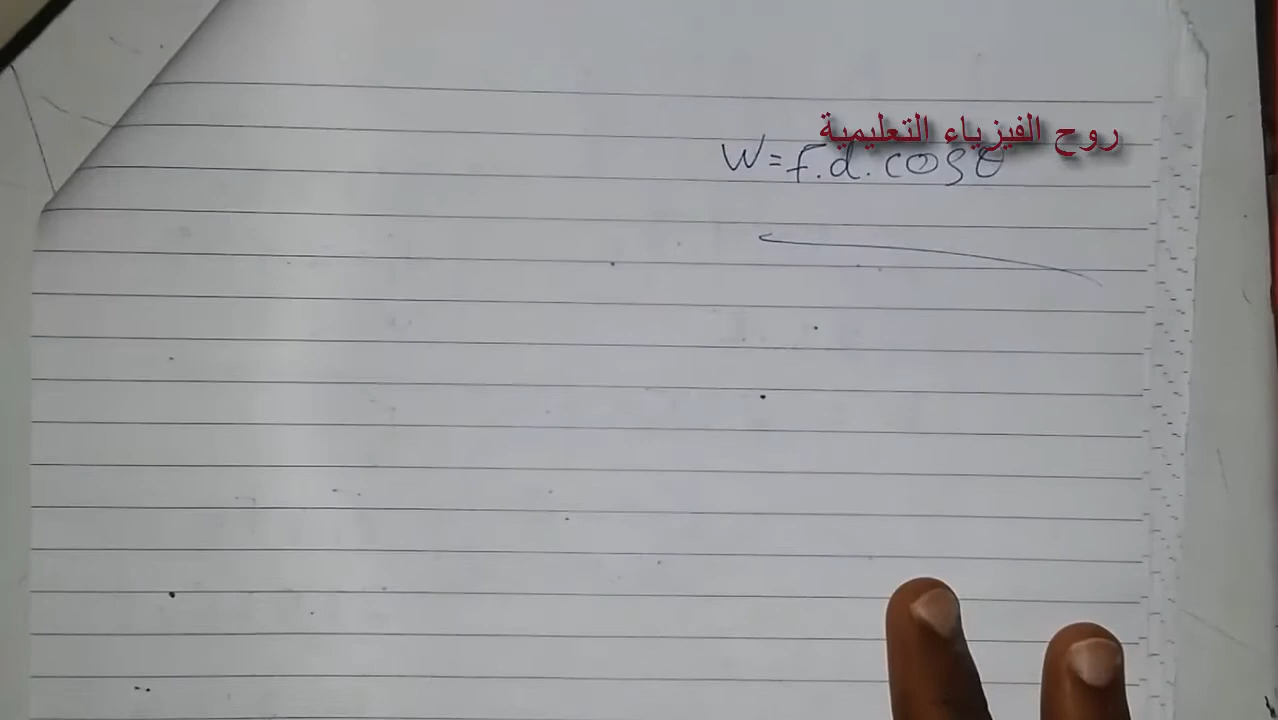 روح الفيزياء التعليمية
W = F.d. cosθ